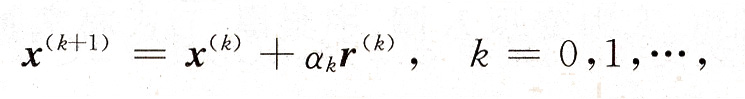 x^{(k+1)} = x^{(k)} + α_k r^{(k)}, k = 0,1,⋯,